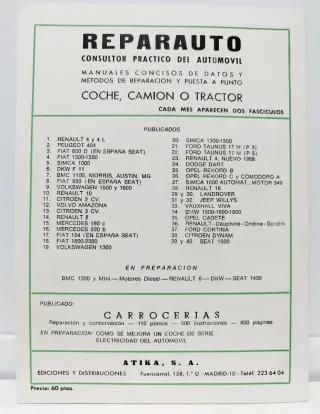 REPARAUTO
CONSULTOR PRACTICO DEL AUTOMOVIL
MANUALES CONCISOS DE DATOS Y
METODOS DE REPARACION Y PUESTA A PUNTO
COCHE, CAMION O TRACTOR
CADA MES APARECEN DOS FASCICULOS
PUBLICADOS
1. RENAULT 4 y 4 L
2. PEUGEOT 404
3. FIAT 600 D (EN ESPAÑA SEAT)
4. FIAT 1300-1500
5. SIMCA 1000
6. DKW F 11
7. BMC 1100, MORRIS, AUSTIN, MG
8. FIAT 850 (EN ESPAÑA SEAT)
9. VOLKSWAGEN 1500 y 1600
10. RENAULT 10
11. CITROEN 2 CV.
12. VOLVO AMAZONA
13. CITROEN 3 CV.
14. RENAULT 8
15. MERCEDES 190 c
16. MERCEDES 220 b
17. FIAT 124 (EN ESPAÑA SEAT)
18. FIAT 1800-2300
19. VOLKSWAGEN 1300
20. SIMCA 1300-1500
21. FORD TAUNUS 17 M (P 3)
22. FORD TAUNUS 17 M (P 5)
23. RENAULT 4, NUEVO 1968
24. DODGE DART
25. OPEL REKORD B
26. OPEL REKORD C y COMODORO A
27. SIMCA 1000 AUTOMAT., MOTOR 349
28. RENAULT 16
29 y 30. LANDROVER
31 y 32. JEEP WILLYS
33. VAUXHALL VIVA
34. BMW 1500-1600-1800
35. OPEL CADETE
36. RENAULT - Dauphine - Ondine - Gordini
37. FORD CORTINA
38. CITROEN DYNAM
39 y 40. SEAT 1500
EN PREPARACION
BMC 1300 y Mini — Motores Diesel — RENAULT 6 — DKW — SEAT 1430
PUBLICADO:
CARROCERIAS
Reparación y conservación — 110 planos — 500 ilustraciones — 800 páginas
EN PREPARACION: COMO SE MEJORA UN COCHE DE SERIE
ELECTRICIDAD DEL AUTOMOVIL
ATIKA, S. A.
EDICIONES Y DISTRIBUCIONES Fuencarral, 138, 1.º D - MADRID-10 - Teléf. 223 64 04
Precio: 60 ptas.